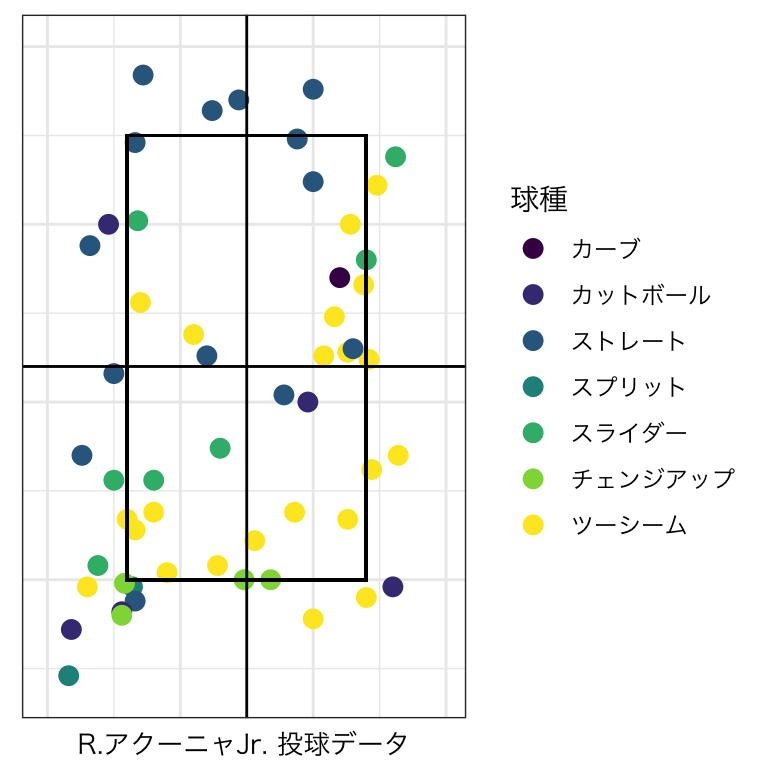 球種
カーブ
カットボール
ストレート
スプリット
スライダー
チェンジアップ
ツーシーム
R.アクーニャJr. 投球データ